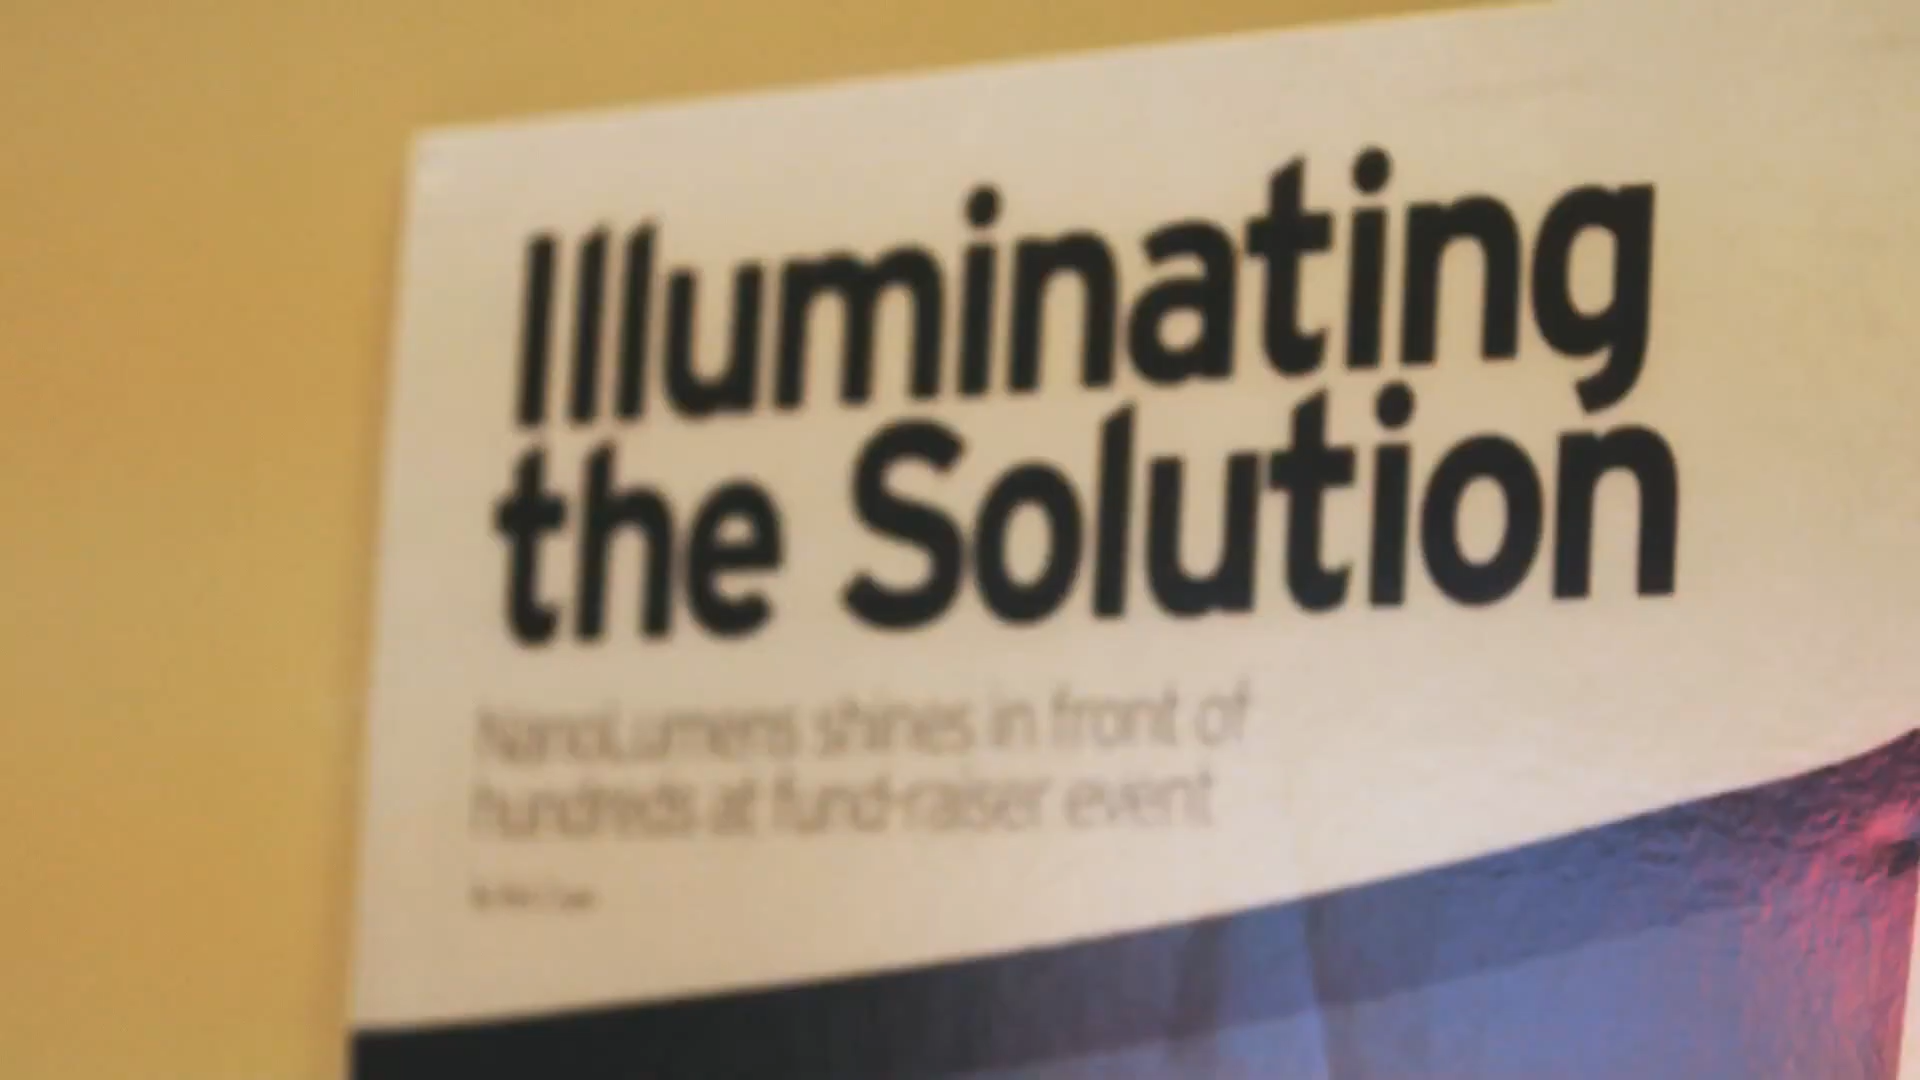 Illuminating
the Solution
NanoLumens shines in front of
hundreds at fund-raiser event